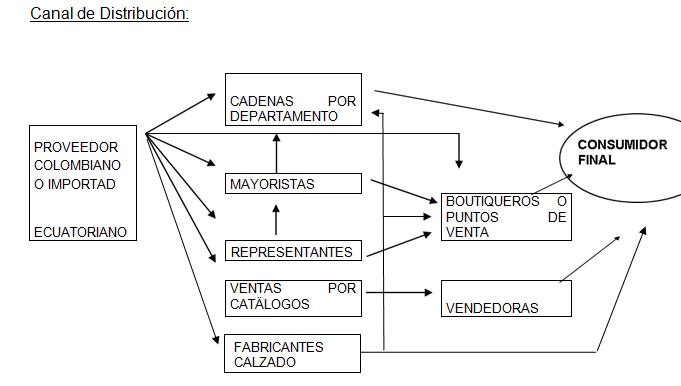 Canal de Distribución:
CADENAS POR
DEPARTAMENTO
PROVEEDOR
COLOMBIANO
O IMPORTAD
ECUATORIANO
CONSUMIDOR
FINAL
MAYORISTAS
BOUTIQUEROS O
PUNTOS DE
VENTA
REPRESENTANTES
VENTAS POR
CATÄLOGOS
VENDEDORAS
FABRICANTES
CALZADO